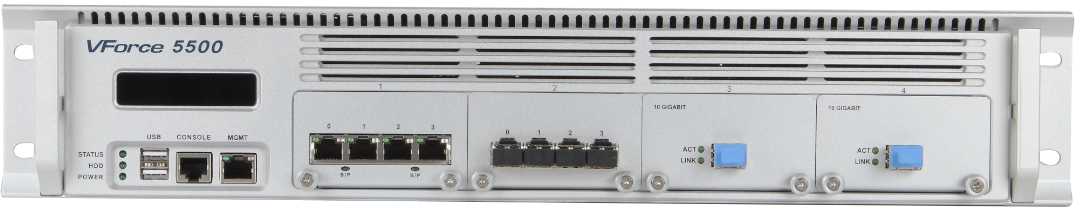 VForce 5500
USB CONSOLE MGMT
STATUS
HDD
POWER
1
0 1 2 3
B/P B/P
2
0 1 2 3
3
10 GIGABIT
ACT
LINK
4
10 GIGABIT
ACT
LINK